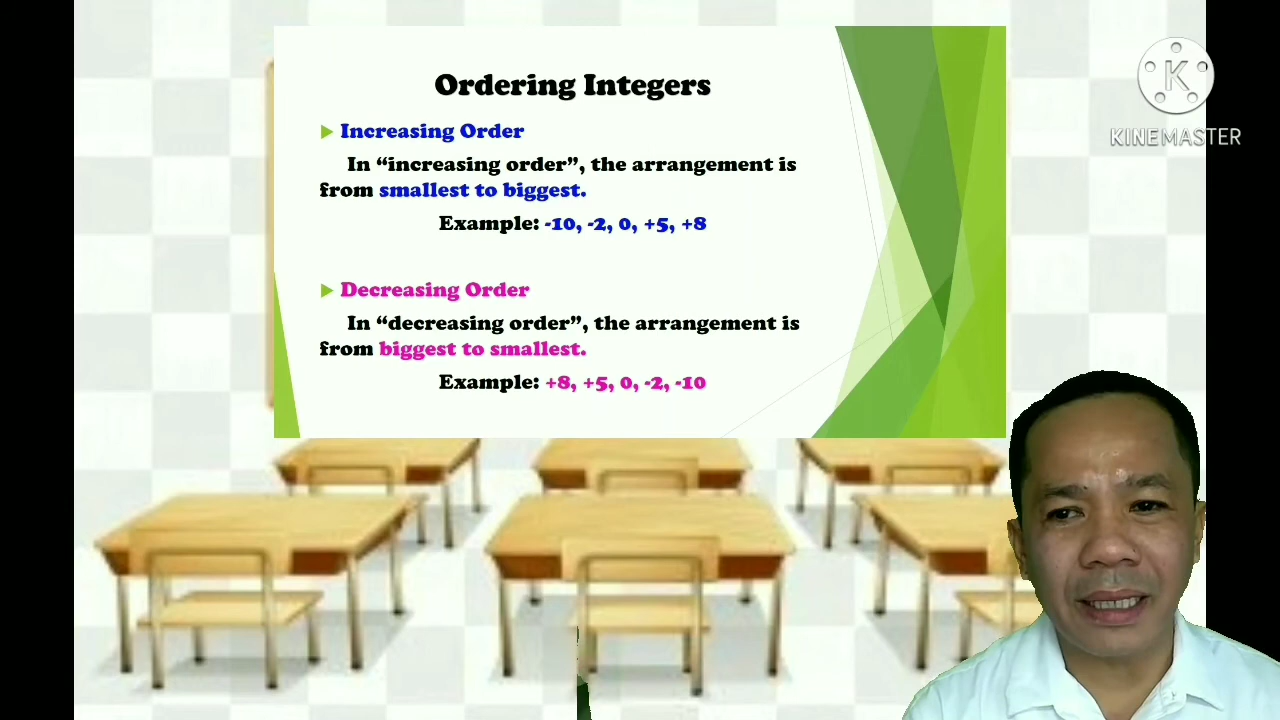 Ordering Integers
Increasing Order
In “increasing order”, the arrangement is
from smallest to biggest.
Example: -10, -2, 0, +5, +8
Decreasing Order
In “decreasing order”, the arrangement is
from biggest to smallest.
Example: +8, +5, 0, -2, -10
K
KINEMASTER